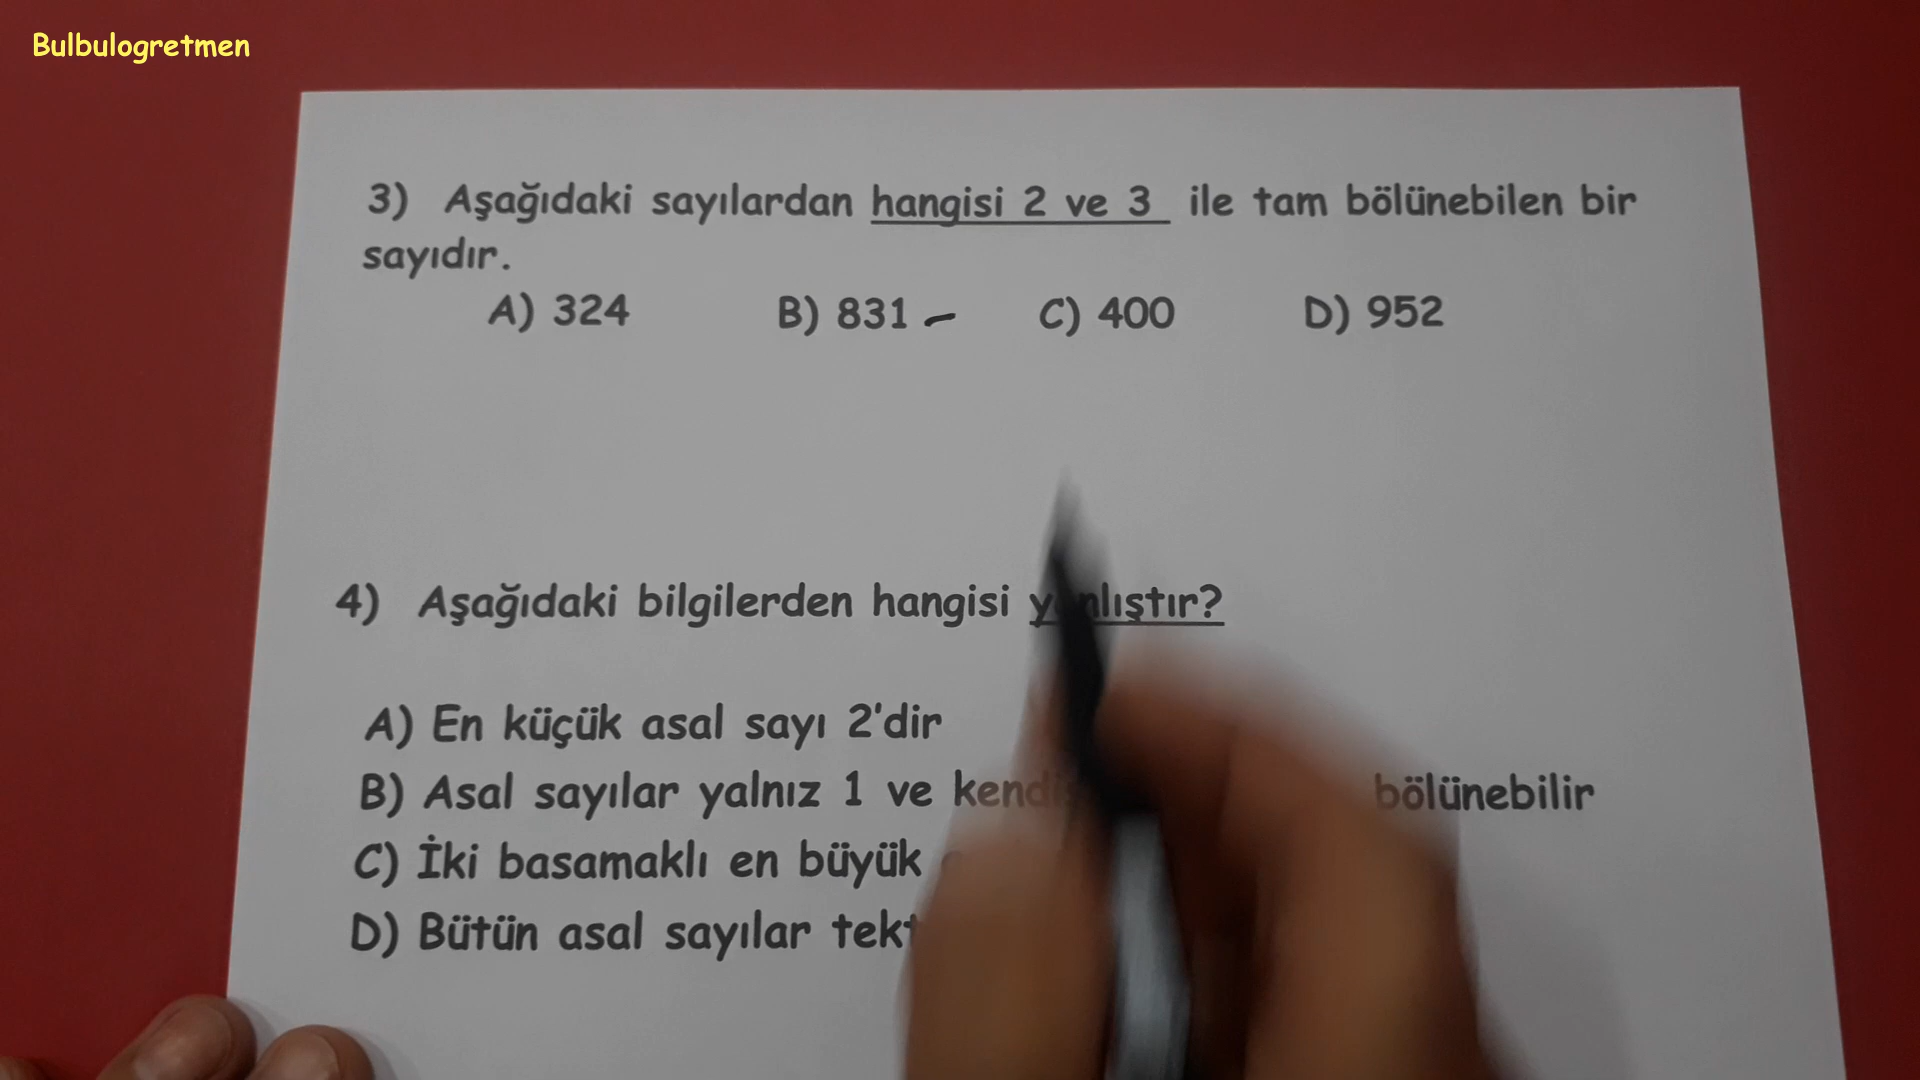 Bulbulogretmen
3) Aşağıdaki sayılardan hangisi 2 ve 3 ile tam bölünebilen bir
sayıdır.
A) 324 B) 831 C) 400 D) 952
4) Aşağıdaki bilgilerden hangisi yanlıştır?
A) En küçük asal sayı 2'dir
B) Asal sayılar yalnız 1 ve bölünebilir
C) İki basamaklı en büyük
D) Bütün asal sayılar